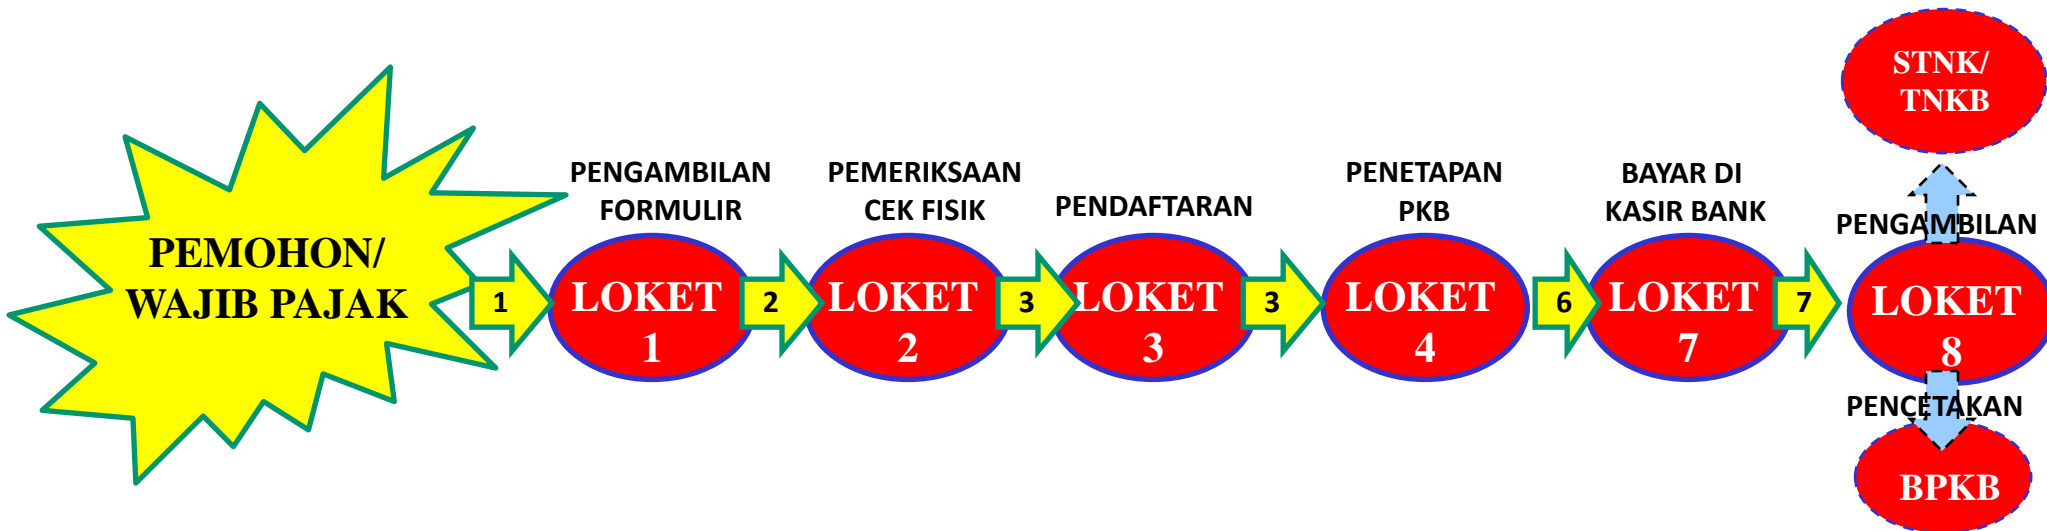 PEMOHON/
WAJIB PAJAK
1
PENGAMBILAN
FORMULIR
LOKET
1
2
PEMERIKSAAN
CEK FISIK
LOKET
2
3
PENDAFTARAN
LOKET
3
3
PENETAPAN
PKB
LOKET
4
6
BAYAR DI
KASIR BANK
LOKET
7
7
STNK/
TNKB
PENGAMBILAN
LOKET
8
PENCETAKAN
BPKB